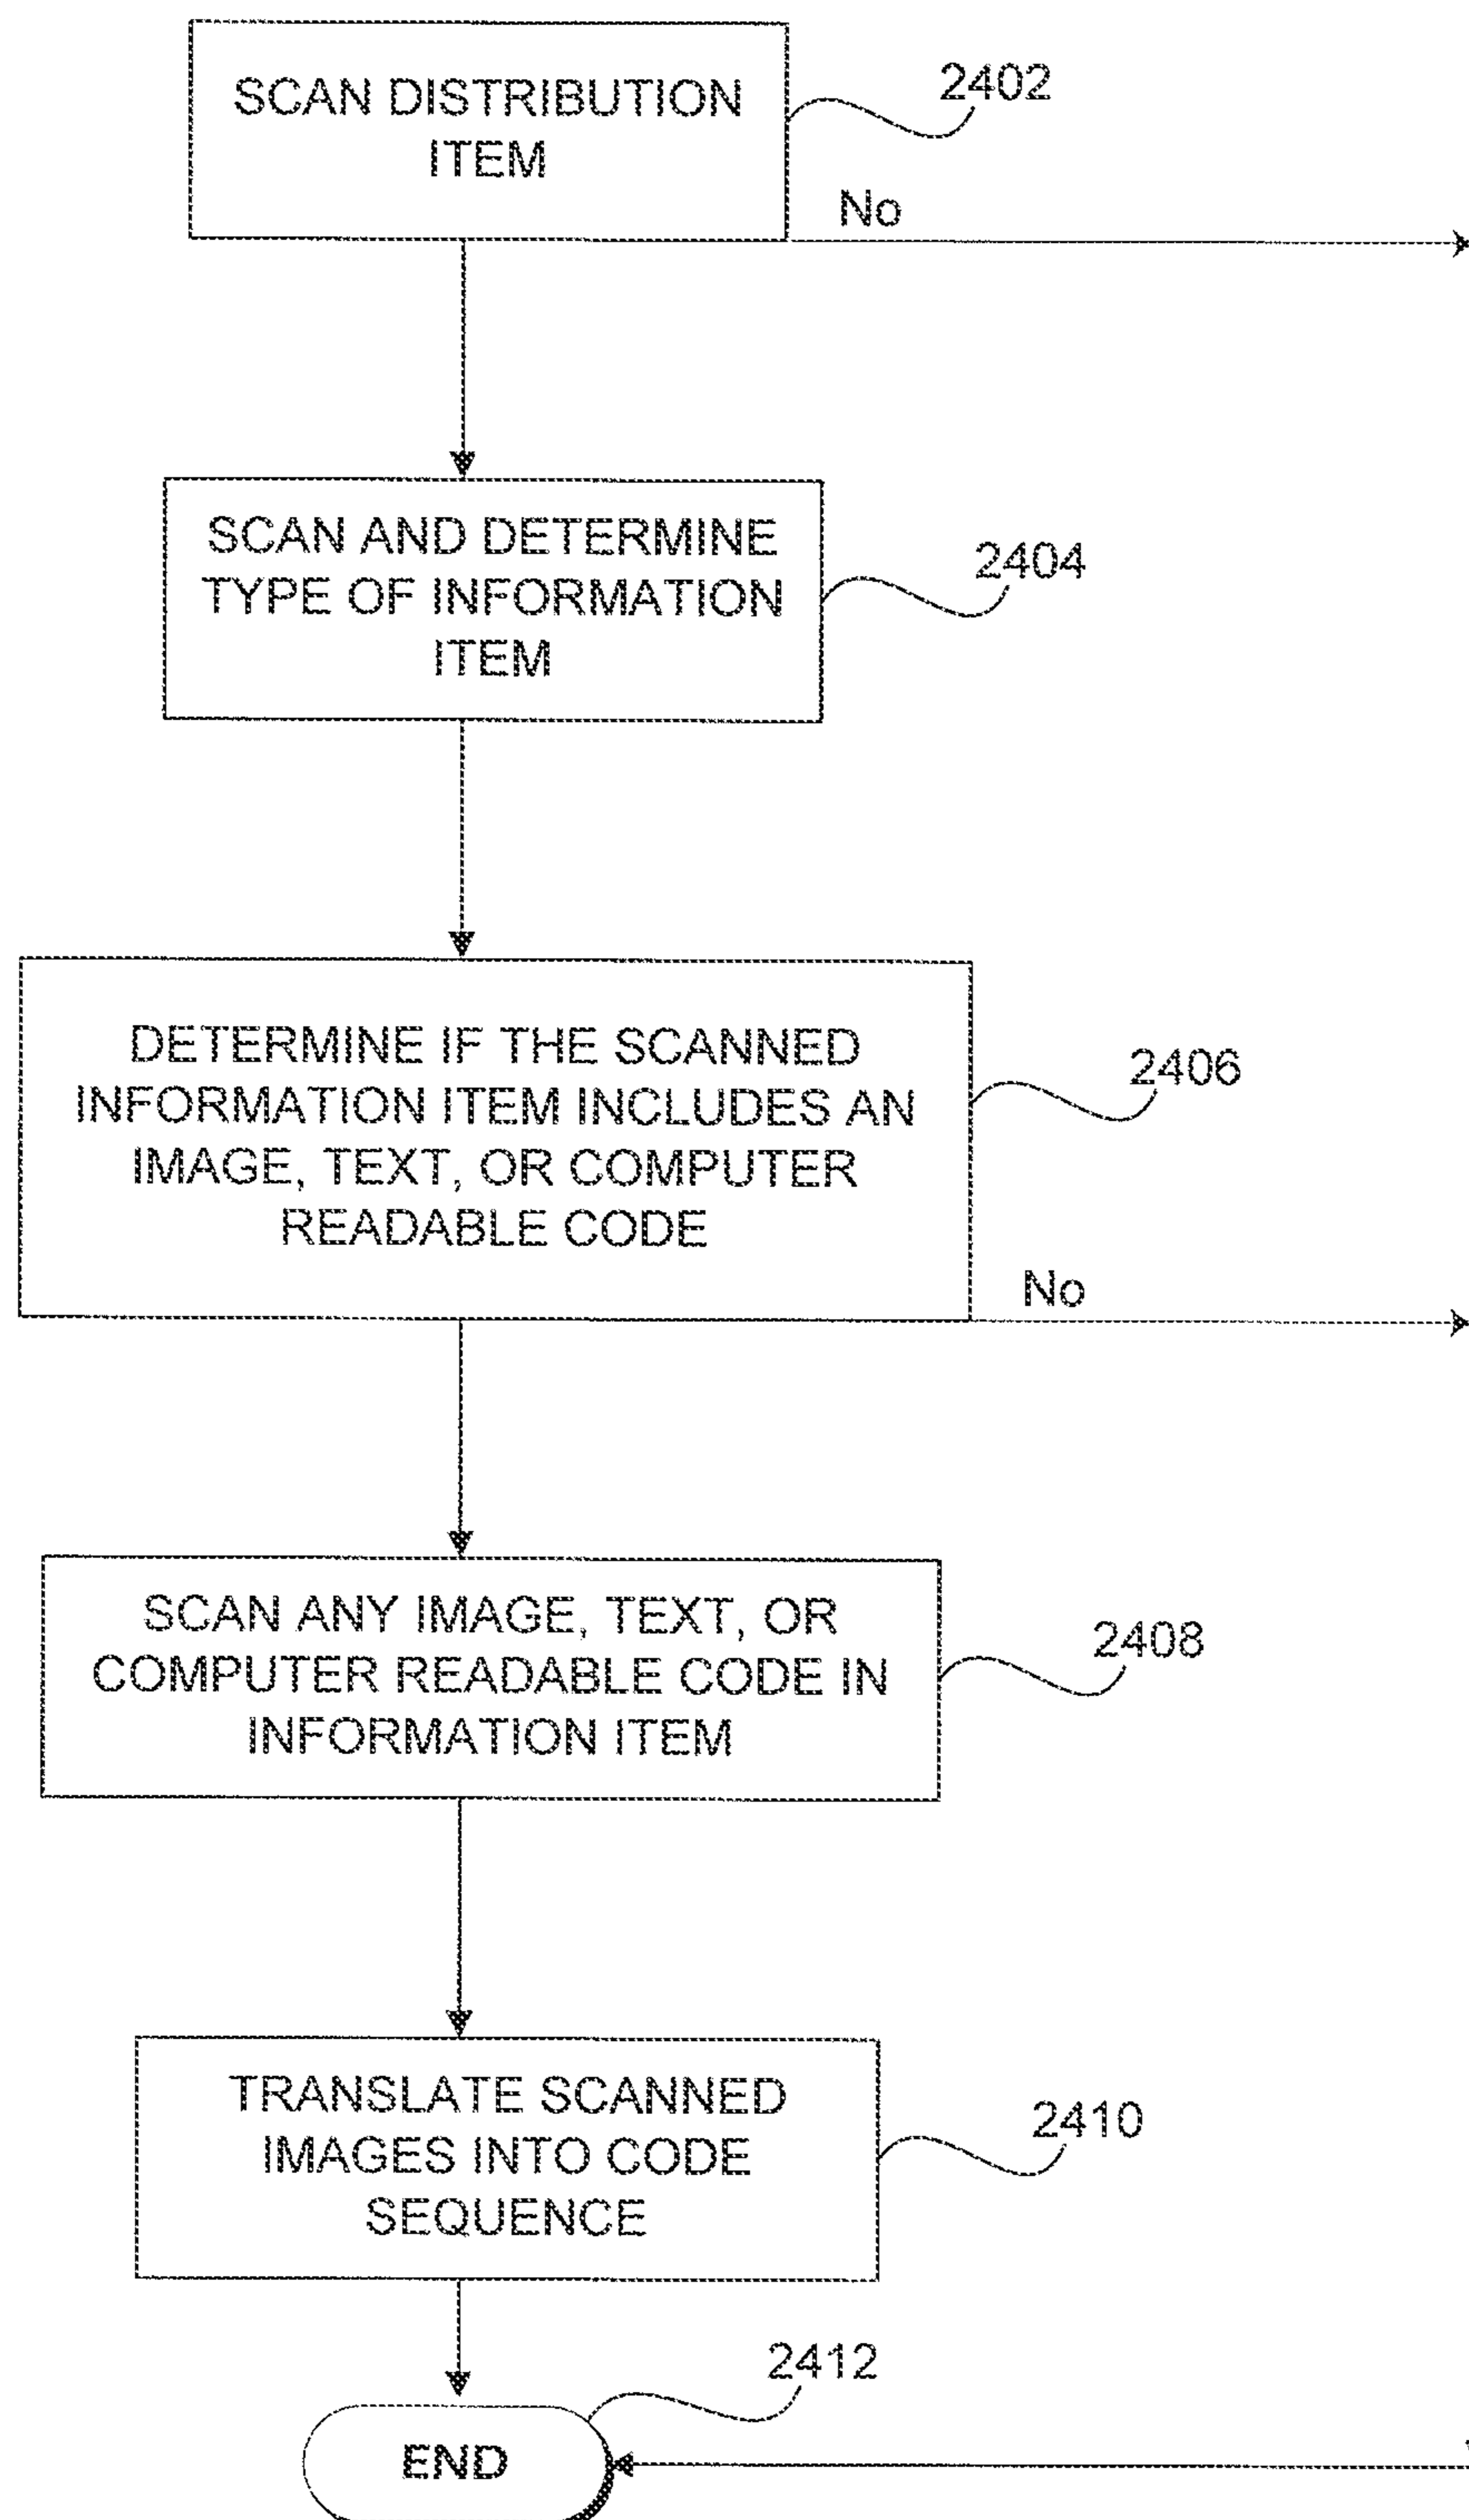 SCAN DISTRIBUTION
ITEM
2402
No
SCAN AND DETERMINE
TYPE OF INFORMATION
ITEM
2404
DETERMINE IF THE SCANNED
INFORMATION ITEM INCLUDES AN
IMAGE, TEXT, OR COMPUTER
READABLE CODE
2406
No
SCAN ANY IMAGE, TEXT, OR
COMPUTER READABLE CODE IN
INFORMATION ITEM
2408
TRANSLATE SCANNED
IMAGES INTO CODE
SEQUENCE
2410
2412
END